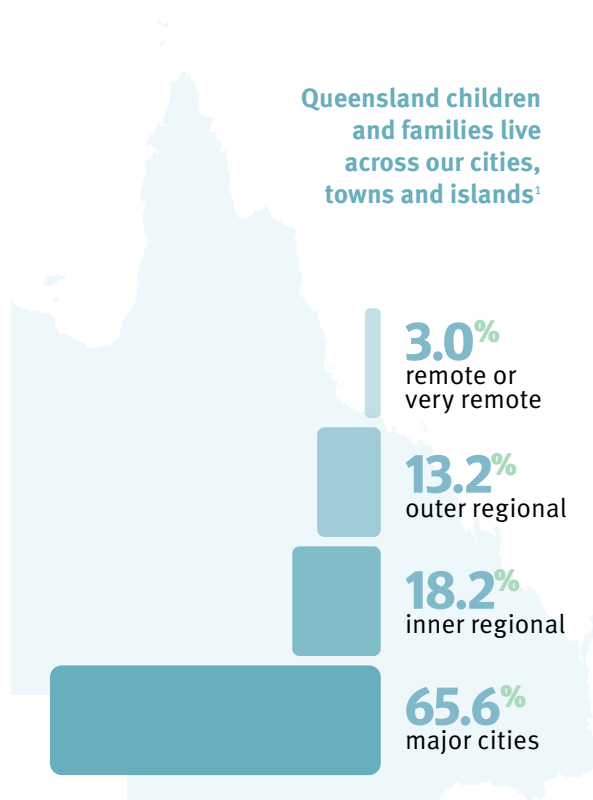 Queensland children
and families live
across our cities,
towns and islands¹
3.0%
remote or
very remote
13.2%
outer regional
18.2%
inner regional
65.6%
major cities